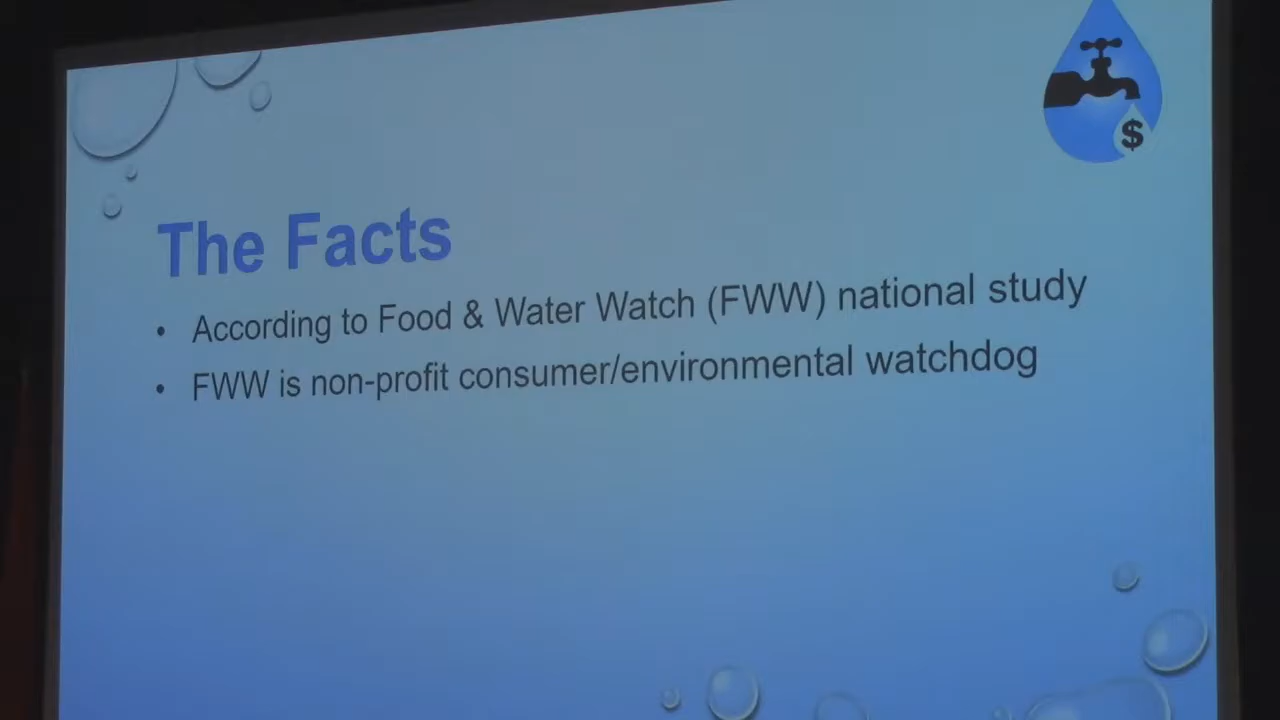 $
The Facts
• According to Food & Water Watch (FWW) national study
• FWW is non-profit consumer/environmental watchdog